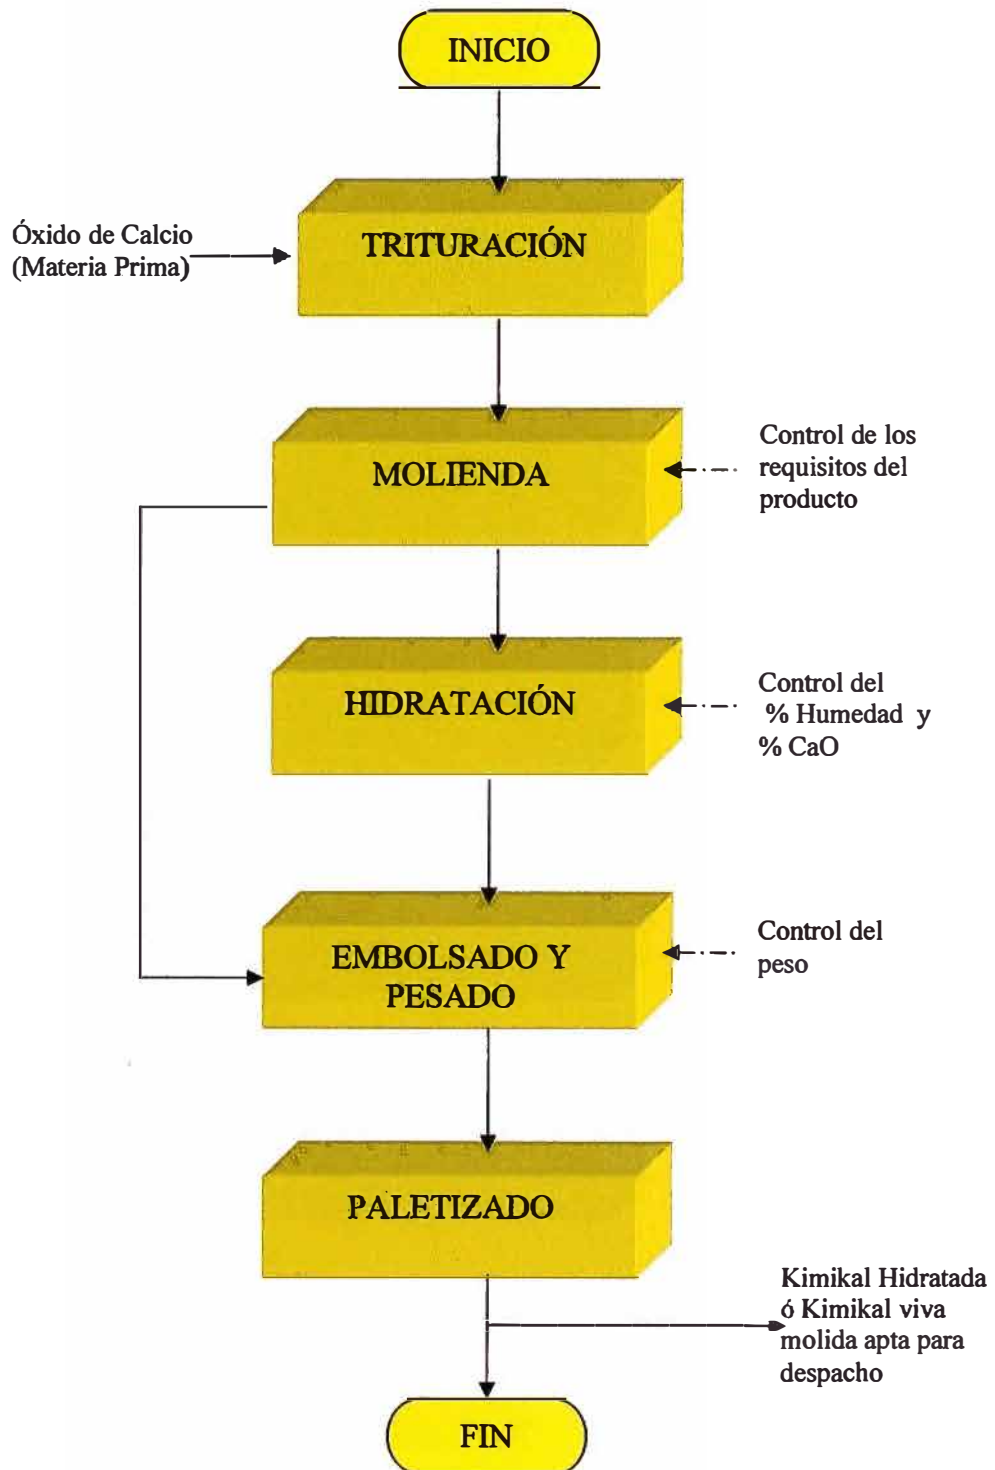 INICIO
Óxido de Calcio
(Materia Prima)
TRITURACIÓN
MOLIENDA
Control de los
requisitos del
producto
HIDRATACIÓN
Control del
% Humedad y
% CaO
EMBOLSADO Y
PESADO
Control del
peso
PALETIZADO
Kimikal Hidratada
ó Kimikal viva
molida apta para
despacho
FIN